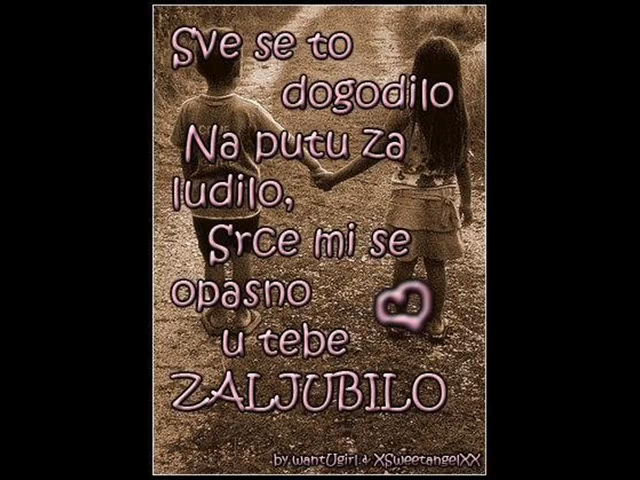 Sve se to
dogodilo
Na putu za
ludilo,
Srce mi se
opasno
u tebe
ZALJUBILO
by wantUgirl & XSweetangelXX